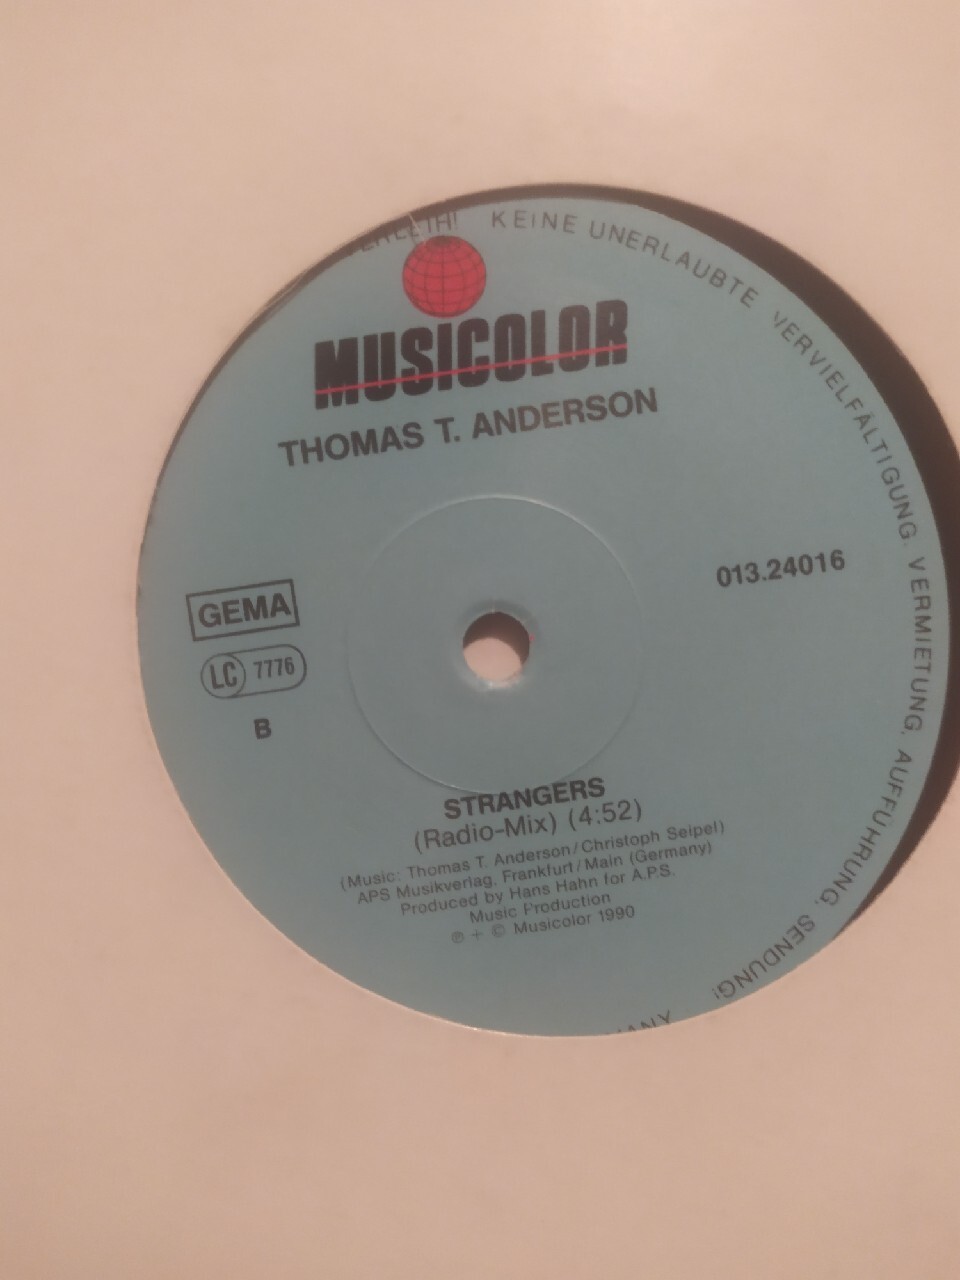 KEINE UNERLAUBTE VERVIELFÄLTIGUNG, VERMIETUNG, AUFFÜHRUNG, SENDUNG!
MUSICOLOR
THOMAS T. ANDERSON
013.24016
GEMA
LC 7776
B
STRANGERS
(Radio-Mix) (4:52)
(Music: Thomas T. Anderson/Christoph Seipel)
APS Musikverlag, Frankfurt/Main (Germany)
Produced by Hans Hahn for A.P.S.
Music Production
℗ + © Musicolor 1990